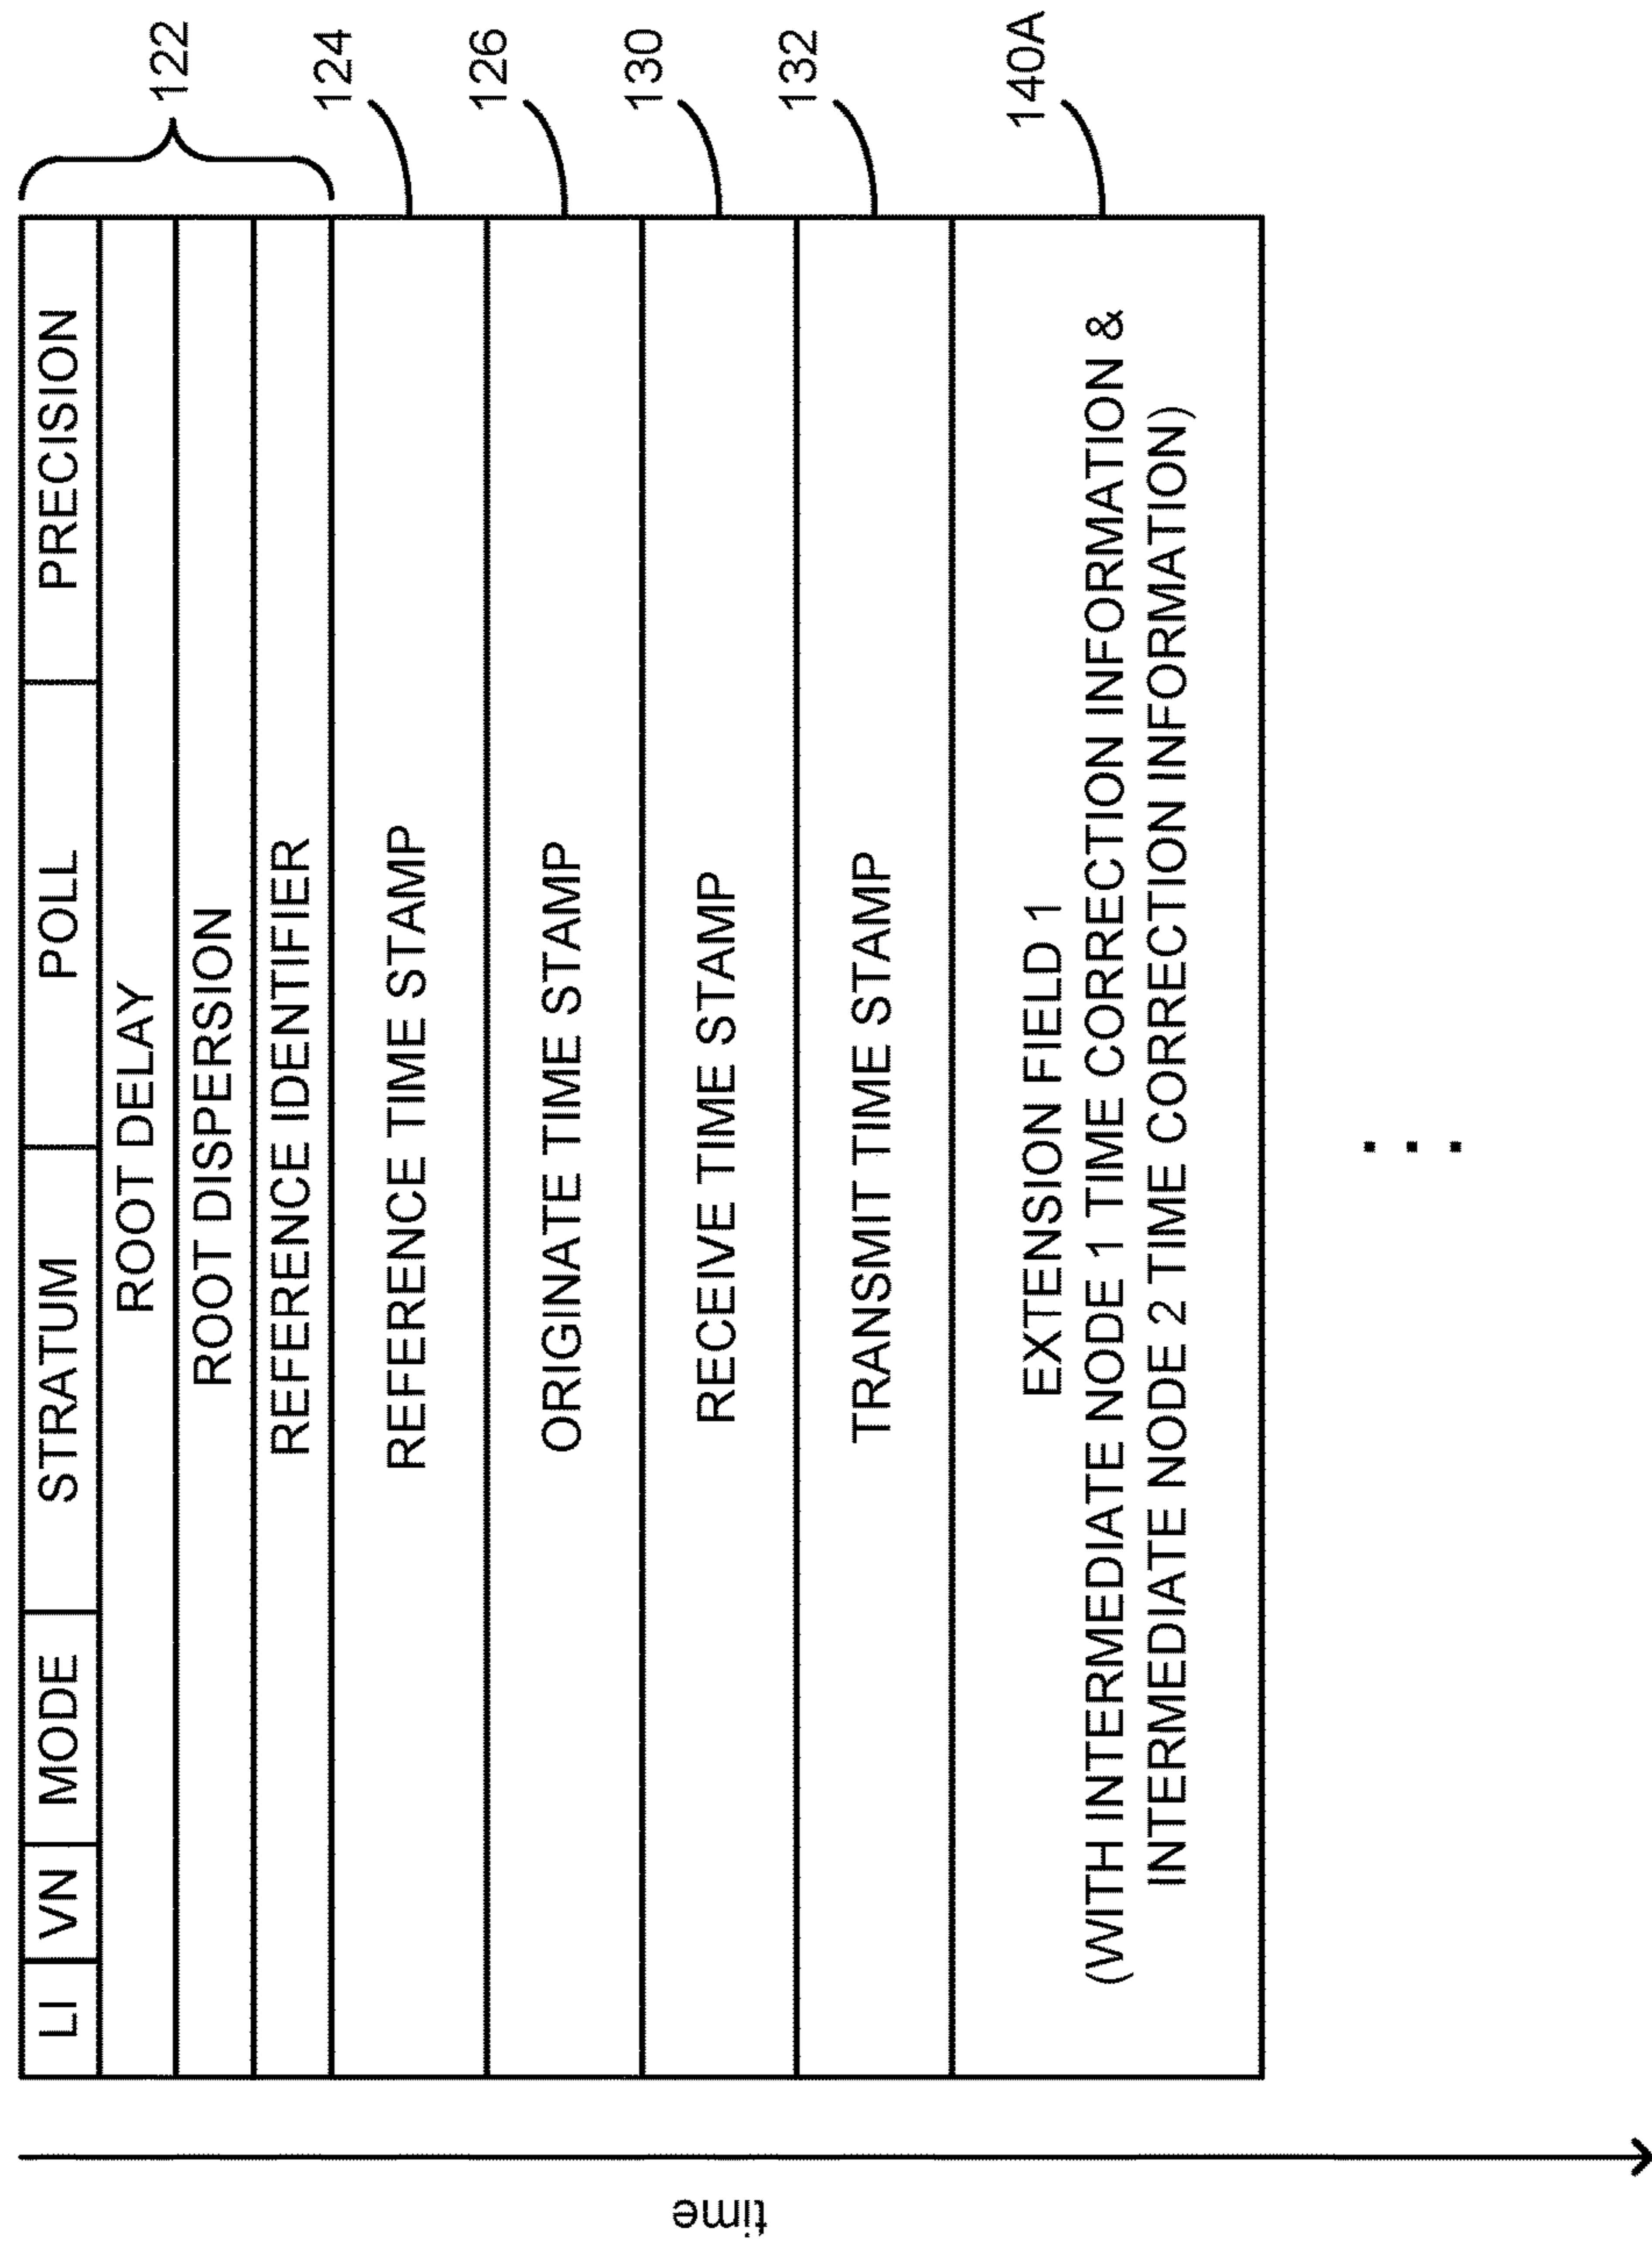 LI VN MODE STRATUM POLL PRECISION
122
ROOT DELAY
ROOT DISPERSION
REFERENCE IDENTIFIER
REFERENCE TIME STAMP
124
ORIGINATE TIME STAMP
126
RECEIVE TIME STAMP
130
TRANSMIT TIME STAMP
132
EXTENSION FIELD 1
(WITH INTERMEDIATE NODE 1 TIME CORRECTION INFORMATION &
INTERMEDIATE NODE 2 TIME CORRECTION INFORMATION)
140A
. . .
time